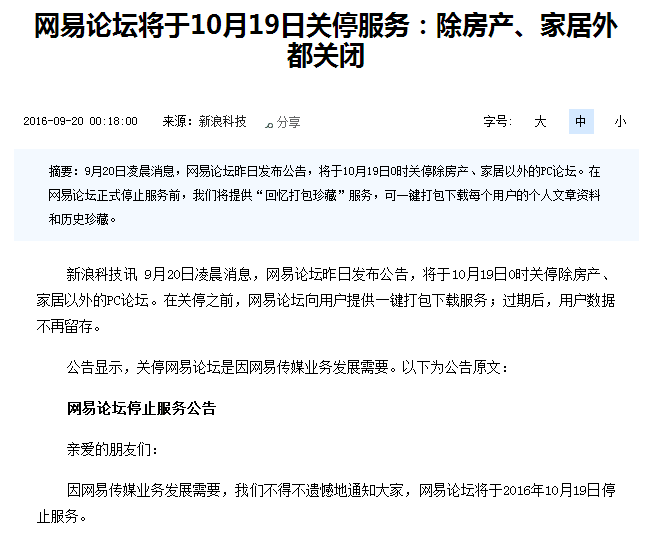 网易论坛将于10月19日关停服务：除房产、家居外
都关闭
2016-09-20 00:18:00 来源：新浪科技 分享 字号： 大 中 小
摘要：9月20日凌晨消息，网易论坛昨日发布公告，将于10月19日0时关停除房产、家居以外的PC论坛。在
网易论坛正式停止服务前，我们将提供“回忆打包珍藏”服务，可一键打包下载每个用户的个人文章资料
和历史珍藏。
新浪科技讯 9月20日凌晨消息，网易论坛昨日发布公告，将于10月19日0时关停除房产、
家居以外的PC论坛。在关停之前，网易论坛向用户提供一键打包下载服务；过期后，用户数据
不再留存。
公告显示，关停网易论坛是因网易传媒业务发展需要。以下为公告原文：
网易论坛停止服务公告
亲爱的朋友们：
因网易传媒业务发展需要，我们不得不遗憾地通知大家，网易论坛将于2016年10月19日停
止服务。